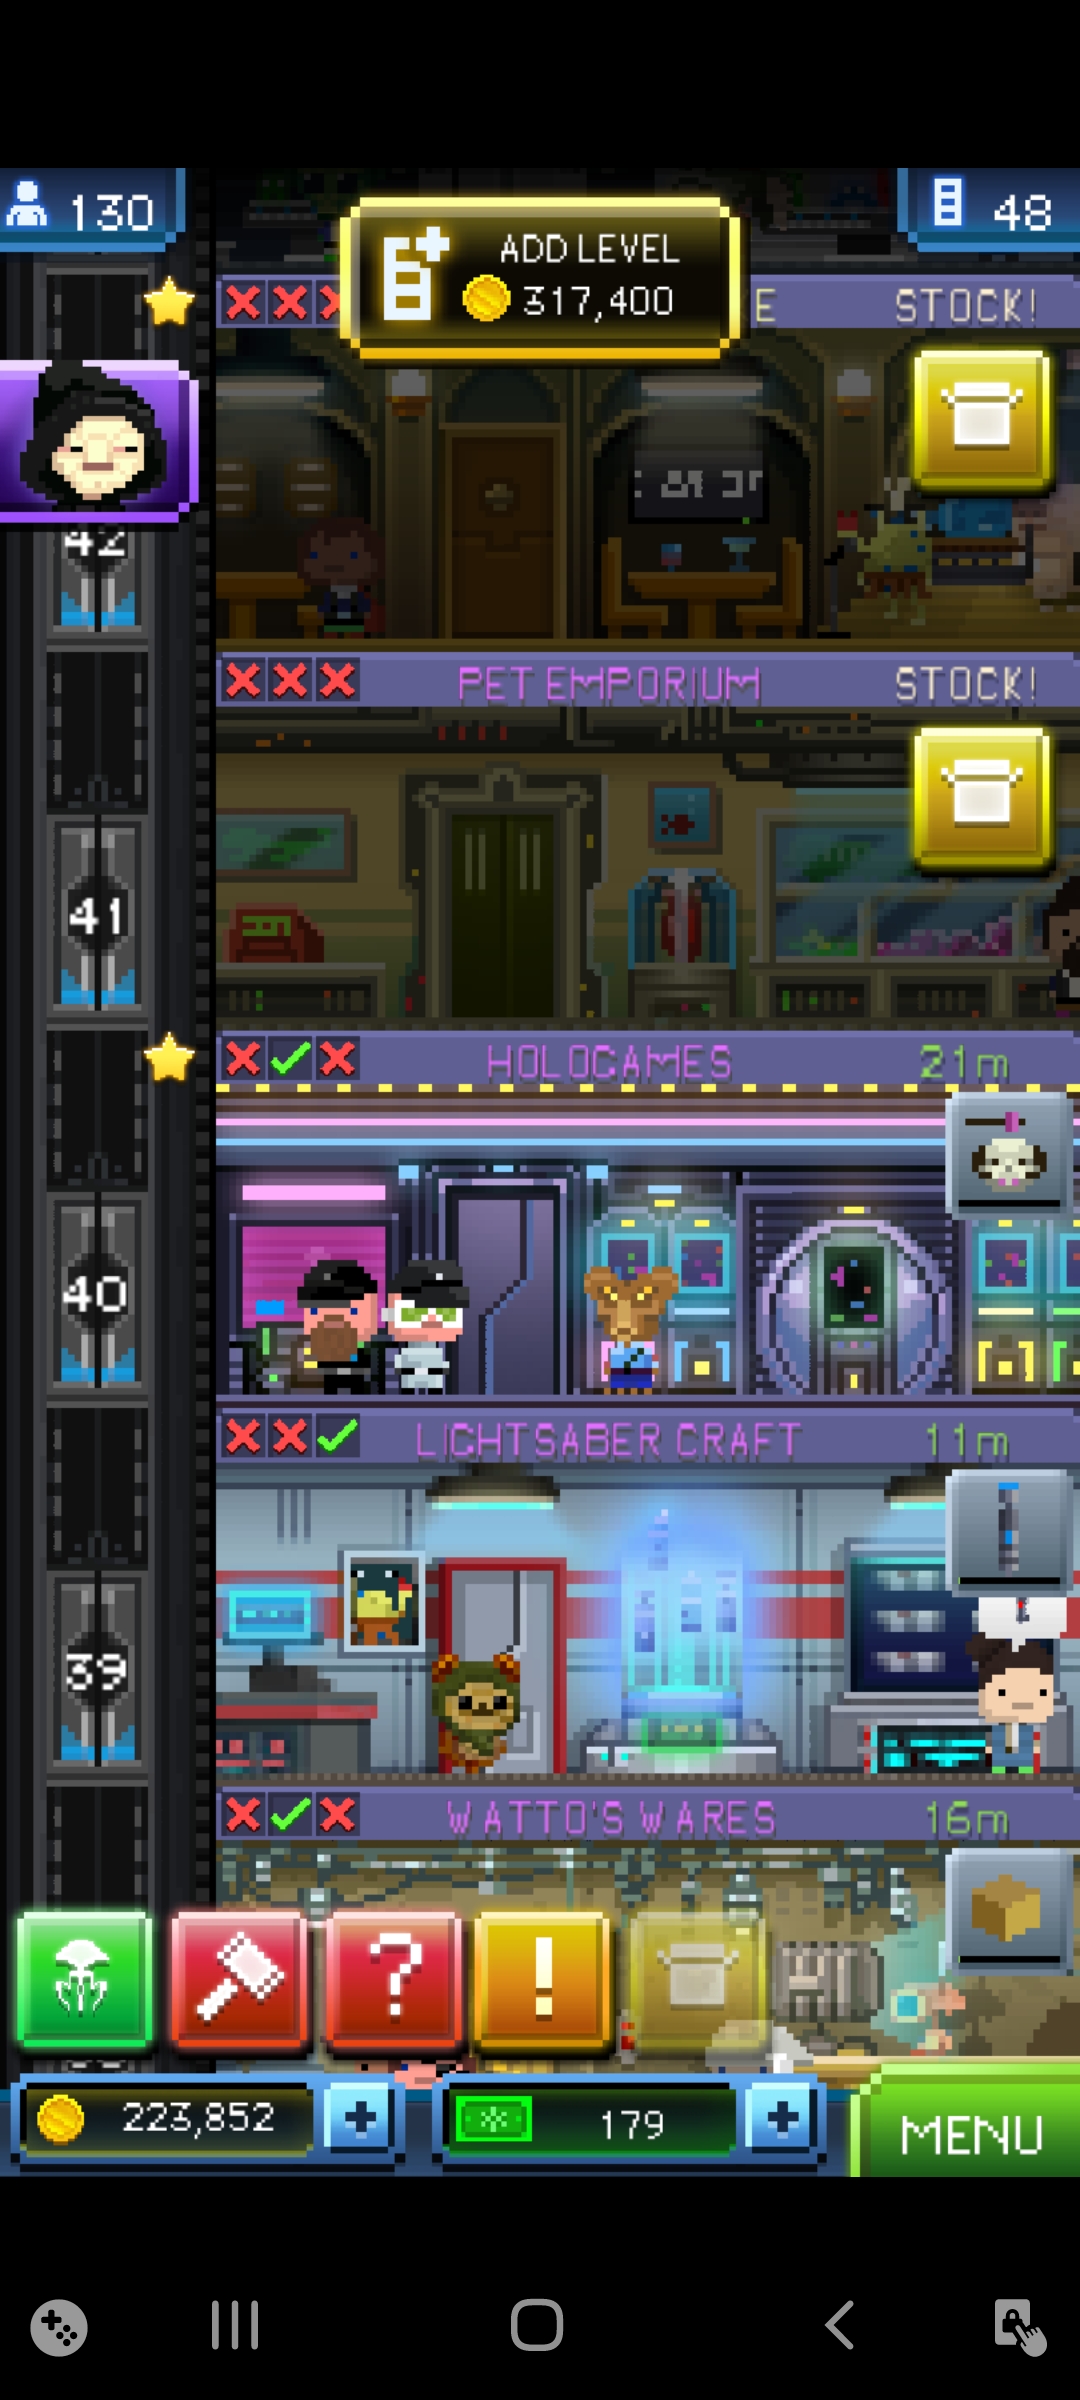 130
48
ADD LEVEL
317,400
E
STOCK!
42
PET EMPORIUM
STOCK!
41
HOLOGAMES
21m
40
LIGHTSABER CRAFT
11m
39
WATTO'S WARES
16m
?
!
223,852
+
179
+
MENU